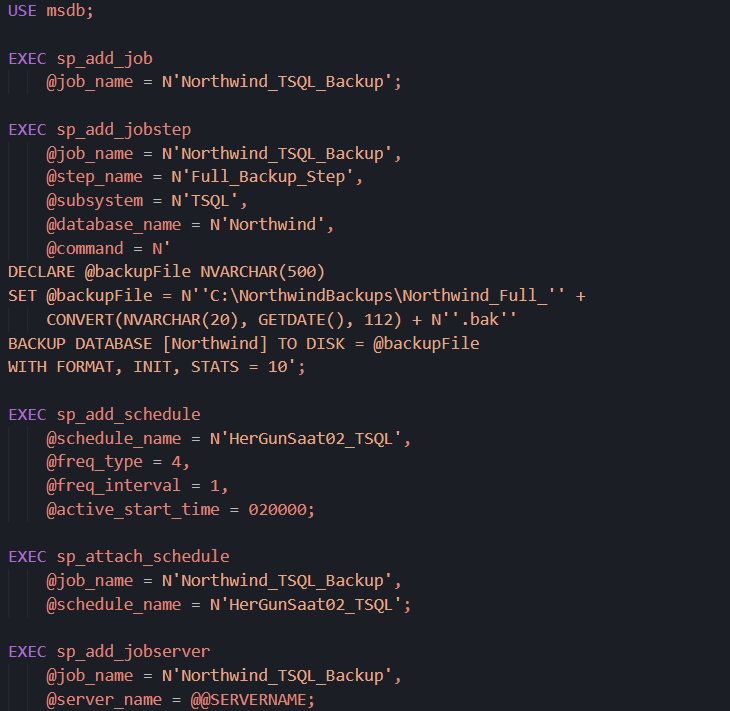 USE msdb;
EXEC sp_add_job
@job_name = N'Northwind_TSQL_Backup';
EXEC sp_add_jobstep
@job_name = N'Northwind_TSQL_Backup',
@step_name = N'Full_Backup_Step',
@subsystem = N'TSQL',
@database_name = N'Northwind',
@command = N'
DECLARE @backupFile NVARCHAR(500)
SET @backupFile = N''C:\NorthwindBackups\Northwind_Full_'' +
CONVERT(NVARCHAR(20), GETDATE(), 112) + N''.bak''
BACKUP DATABASE [Northwind] TO DISK = @backupFile
WITH FORMAT, INIT, STATS = 10';
EXEC sp_add_schedule
@schedule_name = N'HerGunSaat02_TSQL',
@freq_type = 4,
@freq_interval = 1,
@active_start_time = 020000;
EXEC sp_attach_schedule
@job_name = N'Northwind_TSQL_Backup',
@schedule_name = N'HerGunSaat02_TSQL';
EXEC sp_add_jobserver
@job_name = N'Northwind_TSQL_Backup',
@server_name = @@SERVERNAME;